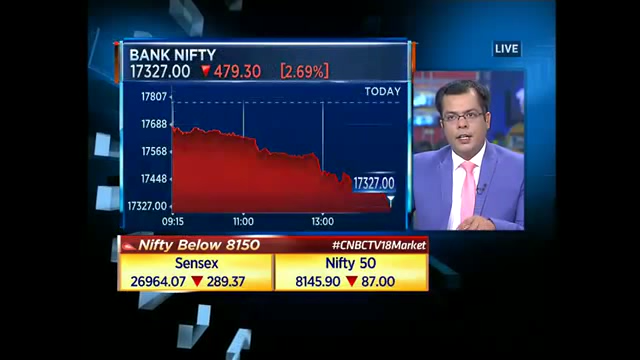 BANK NIFTY
17327.00 ▼ 479.30 [2.69%]
LIVE
TODAY
17807
17688
17568
17448
17327.00
17327.00
09:15 11:00 13:00
Nifty Below 8150 #CNBCTV18Market
Sensex Nifty 50
26964.07 ▼ 289.37 8145.90 ▼ 87.00